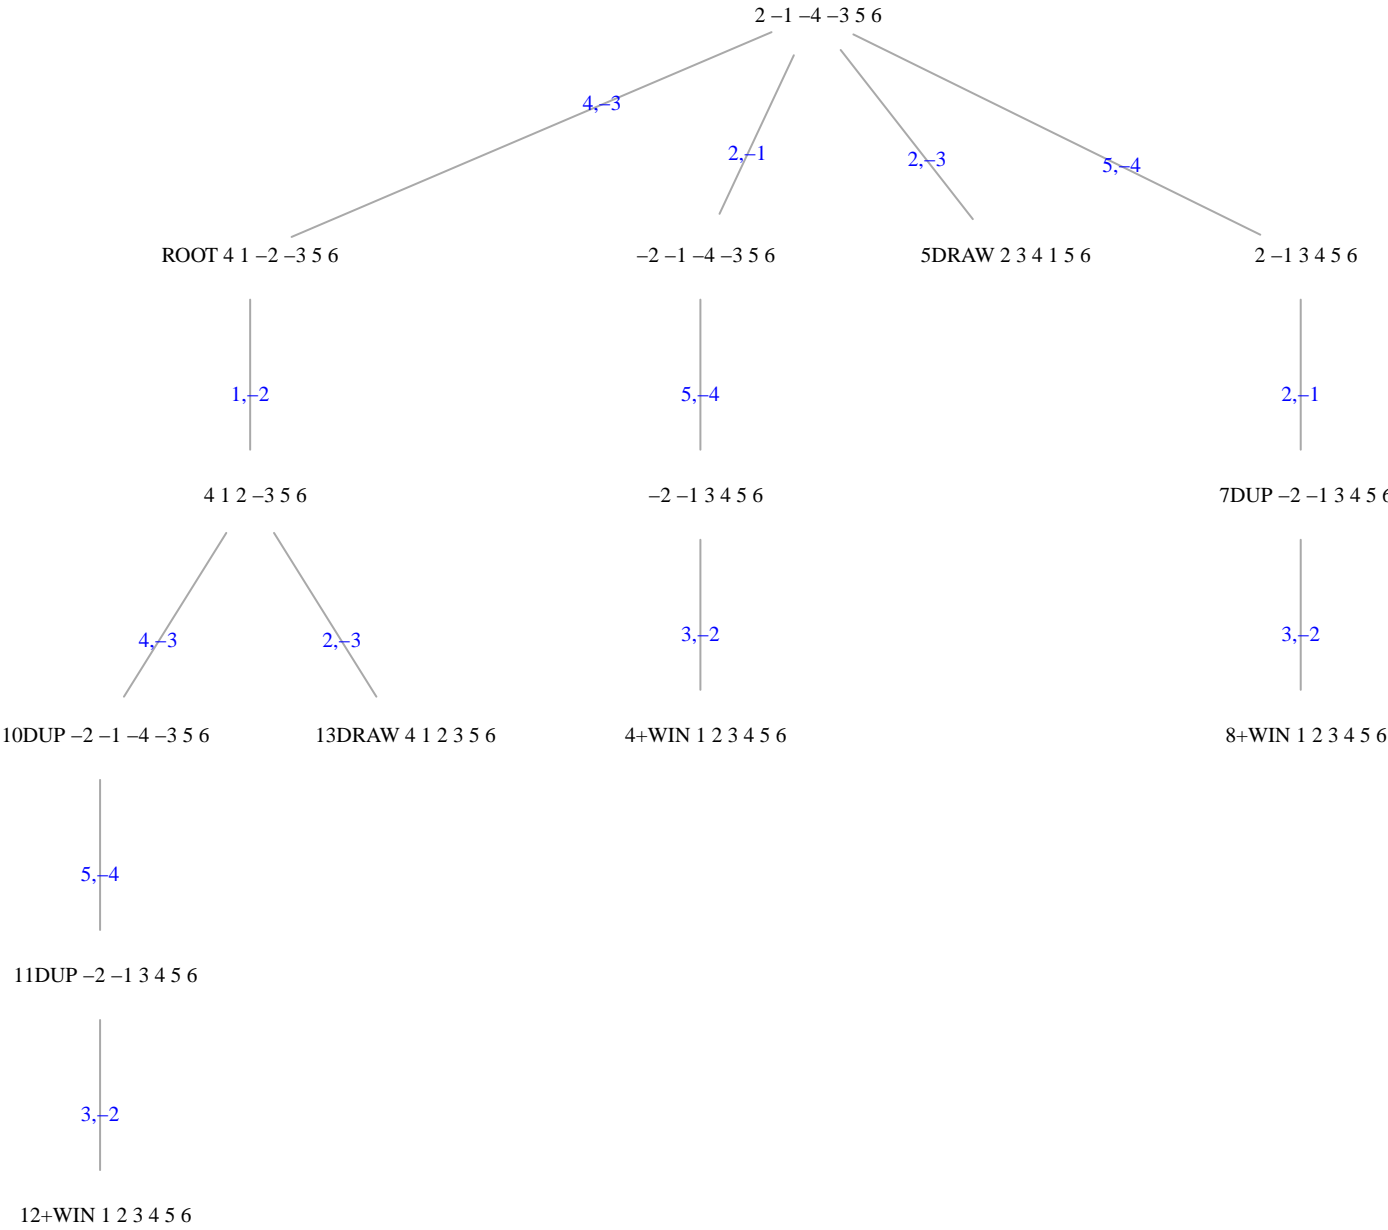 2 –1 –4 –3 5 6
4,–3
2,–1
2,–3
5,–4
ROOT 4 1 –2 –3 5 6
–2 –1 –4 –3 5 6
5DRAW 2 3 4 1 5 6
2 –1 3 4 5 6
1,–2
5,–4
2,–1
4 1 2 –3 5 6
–2 –1 3 4 5 6
7DUP –2 –1 3 4 5 6
4,–3
2,–3
3,–2
3,–2
10DUP –2 –1 –4 –3 5 6
13DRAW 4 1 2 3 5 6
4+WIN 1 2 3 4 5 6
8+WIN 1 2 3 4 5 6
5,–4
11DUP –2 –1 3 4 5 6
3,–2
12+WIN 1 2 3 4 5 6